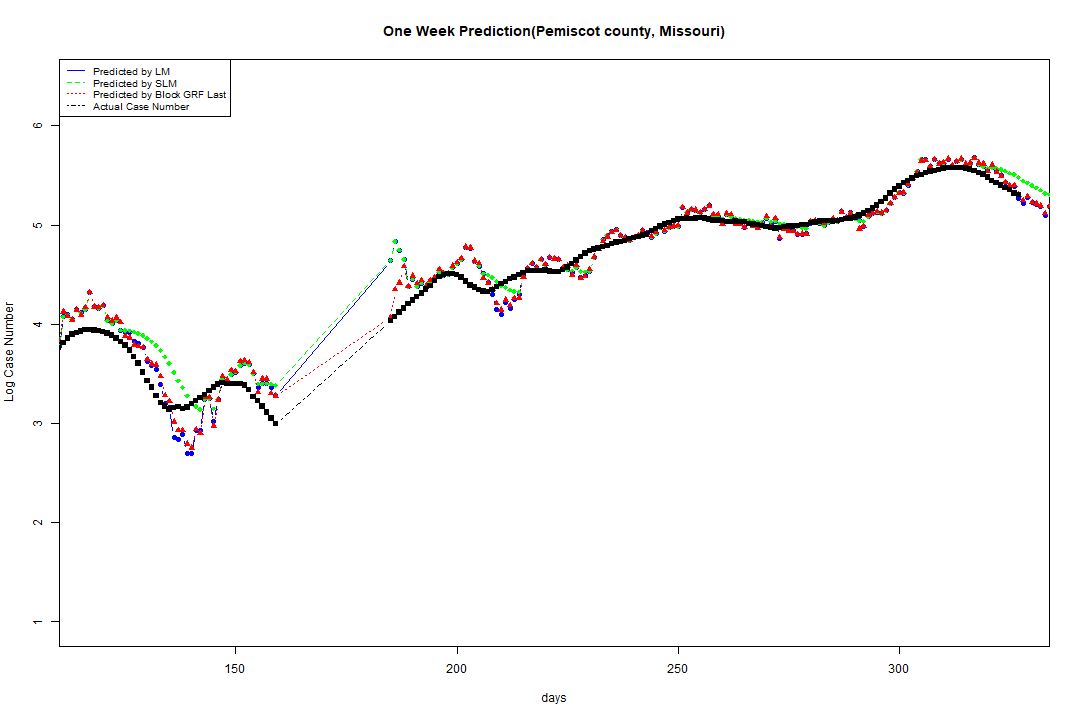 One Week Prediction(Pemiscot county, Missouri)
Predicted by LM
Predicted by SLM
Predicted by Block GRF Last
Actual Case Number
Log Case Number
6
5
4
3
2
1
150 200 250 300
days